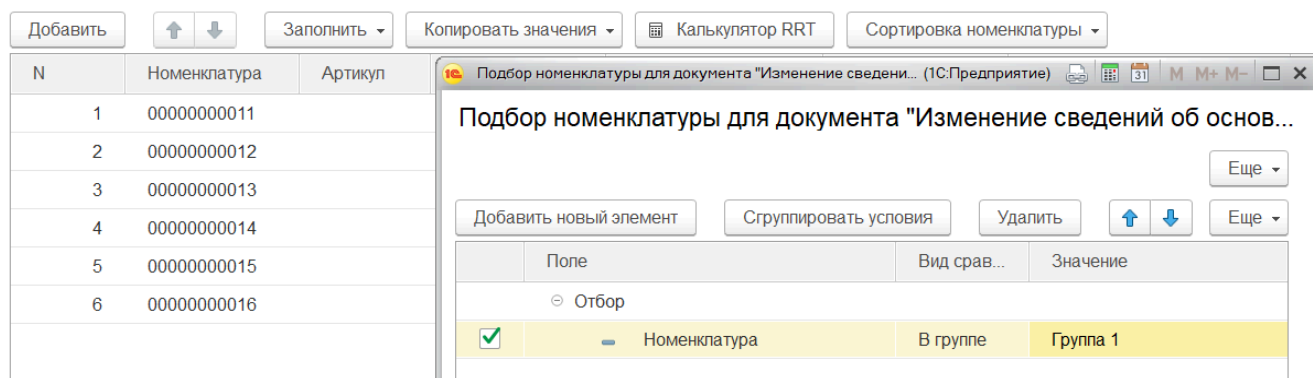 Добавить Заполнить Копировать значения Калькулятор RRT Сортировка номенклатуры
N Номенклатура Артикул
1 00000000011
2 00000000012
3 00000000013
4 00000000014
5 00000000015
6 00000000016
1С Подбор номенклатуры для документа "Изменение сведени... (1С:Предприятие) 31 M M+ M-
Подбор номенклатуры для документа "Изменение сведений об основ...
Еще
Добавить новый элемент Сгруппировать условия Удалить Еще
Поле Вид срав... Значение
Отбор
Номенклатура В группе Группа 1